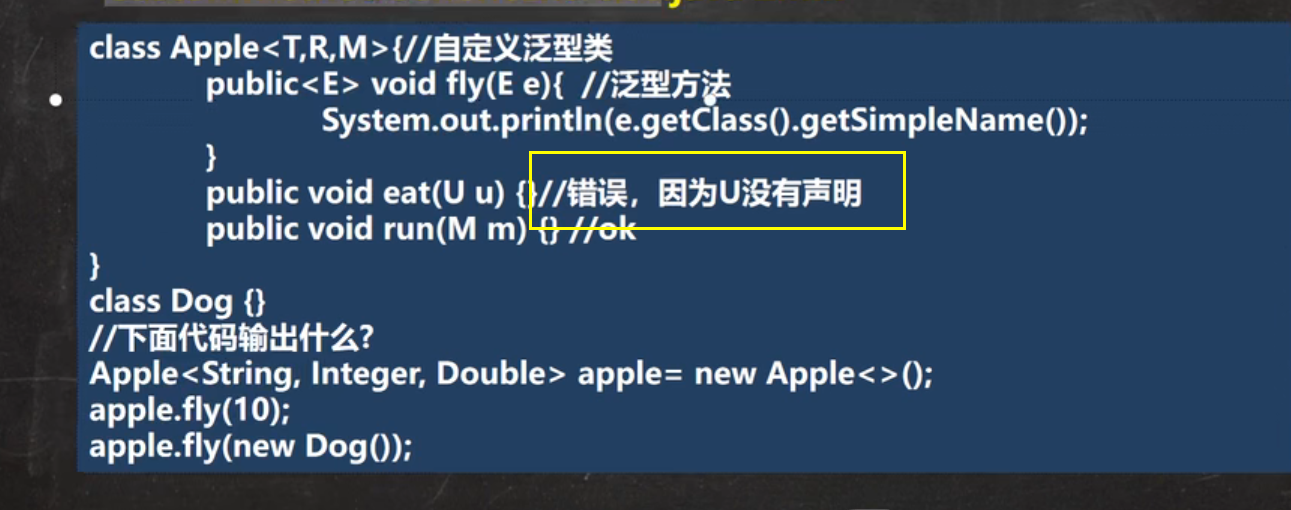 class Apple<T,R,M>{//自定义泛型类
public<E> void fly(E e){ //泛型方法
System.out.println(e.getClass().getSimpleName());
}
public void eat(U u) {}//错误，因为U没有声明
public void run(M m) {} //ok
}
class Dog {}
//下面代码输出什么?
Apple<String, Integer, Double> apple= new Apple<>();
apple.fly(10);
apple.fly(new Dog());